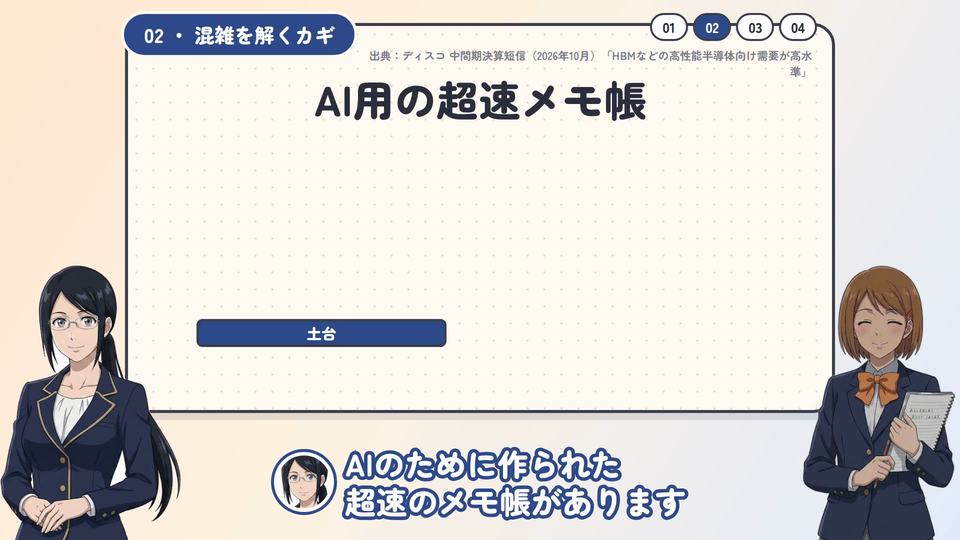 02 ・ 混雑を解くカギ
01 02 03 04
出典：ディスコ 中間期決算短信（2026年10月）「HBMなどの高性能半導体向け需要が高水
準」
AI用の超速メモ帳
土台
AIのために作られた
超速のメモ帳があります